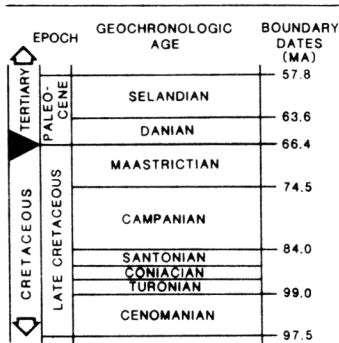 EPOCH
GEOCHRONOLOGIC
AGE
BOUNDARY
DATES
(MA)
TERTIARY
PALEO-
CENE
57.8
SELANDIAN
63.6
DANIAN
66.4
MAASTRICTIAN
74.5
CRETACEOUS
LATE CRETACEOUS
CAMPANIAN
84.0
SANTONIAN
CONIACIAN
TURONIAN
99.0
CENOMANIAN
97.5